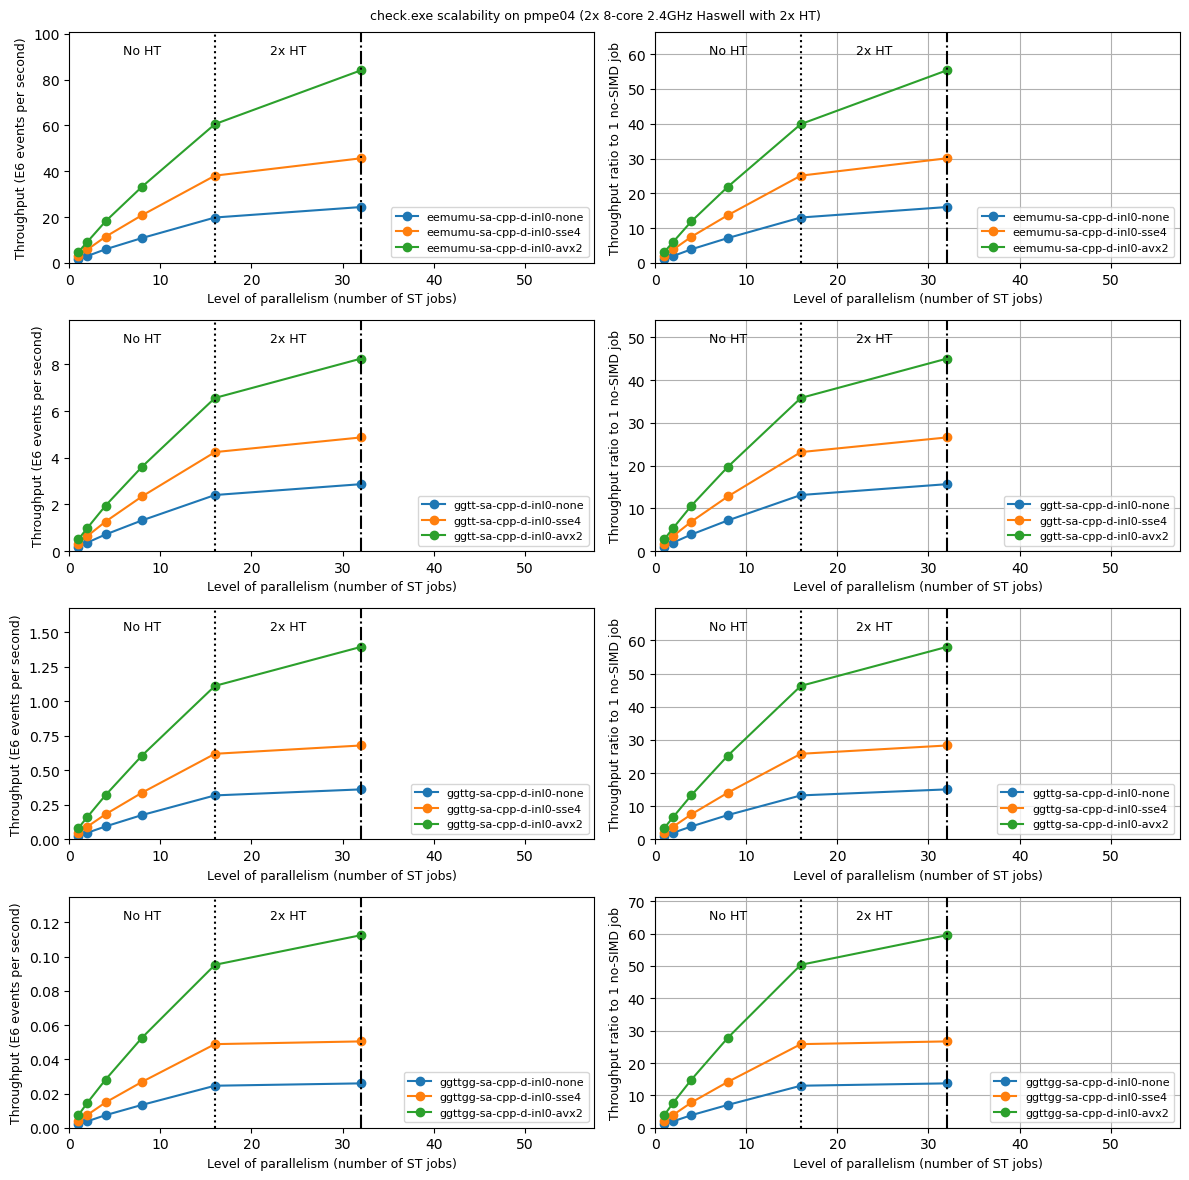 check.exe scalability on pmpe04 (2x 8-core 2.4GHz Haswell with 2x HT)
Throughput (E6 events per second)
100
80
60
40
20
0
No HT
2x HT
eemumu-sa-cpp-d-inl0-none
eemumu-sa-cpp-d-inl0-sse4
eemumu-sa-cpp-d-inl0-avx2
0 10 20 30 40 50
Level of parallelism (number of ST jobs)
Throughput ratio to 1 no-SIMD job
60
50
40
30
20
10
0
No HT
2x HT
eemumu-sa-cpp-d-inl0-none
eemumu-sa-cpp-d-inl0-sse4
eemumu-sa-cpp-d-inl0-avx2
0 10 20 30 40 50
Level of parallelism (number of ST jobs)
Throughput (E6 events per second)
8
6
4
2
0
No HT
2x HT
ggtt-sa-cpp-d-inl0-none
ggtt-sa-cpp-d-inl0-sse4
ggtt-sa-cpp-d-inl0-avx2
0 10 20 30 40 50
Level of parallelism (number of ST jobs)
Throughput ratio to 1 no-SIMD job
50
40
30
20
10
0
No HT
2x HT
ggtt-sa-cpp-d-inl0-none
ggtt-sa-cpp-d-inl0-sse4
ggtt-sa-cpp-d-inl0-avx2
0 10 20 30 40 50
Level of parallelism (number of ST jobs)
Throughput (E6 events per second)
1.50
1.25
1.00
0.75
0.50
0.25
0.00
No HT
2x HT
ggttg-sa-cpp-d-inl0-none
ggttg-sa-cpp-d-inl0-sse4
ggttg-sa-cpp-d-inl0-avx2
0 10 20 30 40 50
Level of parallelism (number of ST jobs)
Throughput ratio to 1 no-SIMD job
60
50
40
30
20
10
0
No HT
2x HT
ggttg-sa-cpp-d-inl0-none
ggttg-sa-cpp-d-inl0-sse4
ggttg-sa-cpp-d-inl0-avx2
0 10 20 30 40 50
Level of parallelism (number of ST jobs)
Throughput (E6 events per second)
0.12
0.10
0.08
0.06
0.04
0.02
0.00
No HT
2x HT
ggttgg-sa-cpp-d-inl0-none
ggttgg-sa-cpp-d-inl0-sse4
ggttgg-sa-cpp-d-inl0-avx2
0 10 20 30 40 50
Level of parallelism (number of ST jobs)
Throughput ratio to 1 no-SIMD job
70
60
50
40
30
20
10
0
No HT
2x HT
ggttgg-sa-cpp-d-inl0-none
ggttgg-sa-cpp-d-inl0-sse4
ggttgg-sa-cpp-d-inl0-avx2
0 10 20 30 40 50
Level of parallelism (number of ST jobs)